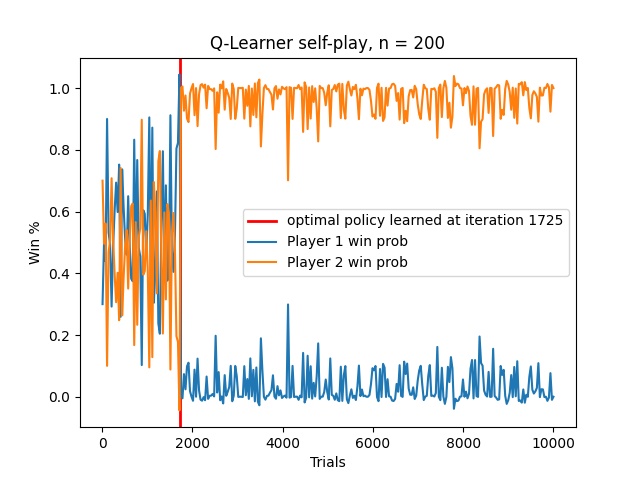 Q-Learner self-play, n = 200
Win %
1.0
0.8
0.6
0.4
0.2
0.0
optimal policy learned at iteration 1725
Player 1 win prob
Player 2 win prob
0
2000
4000
6000
8000
10000
Trials